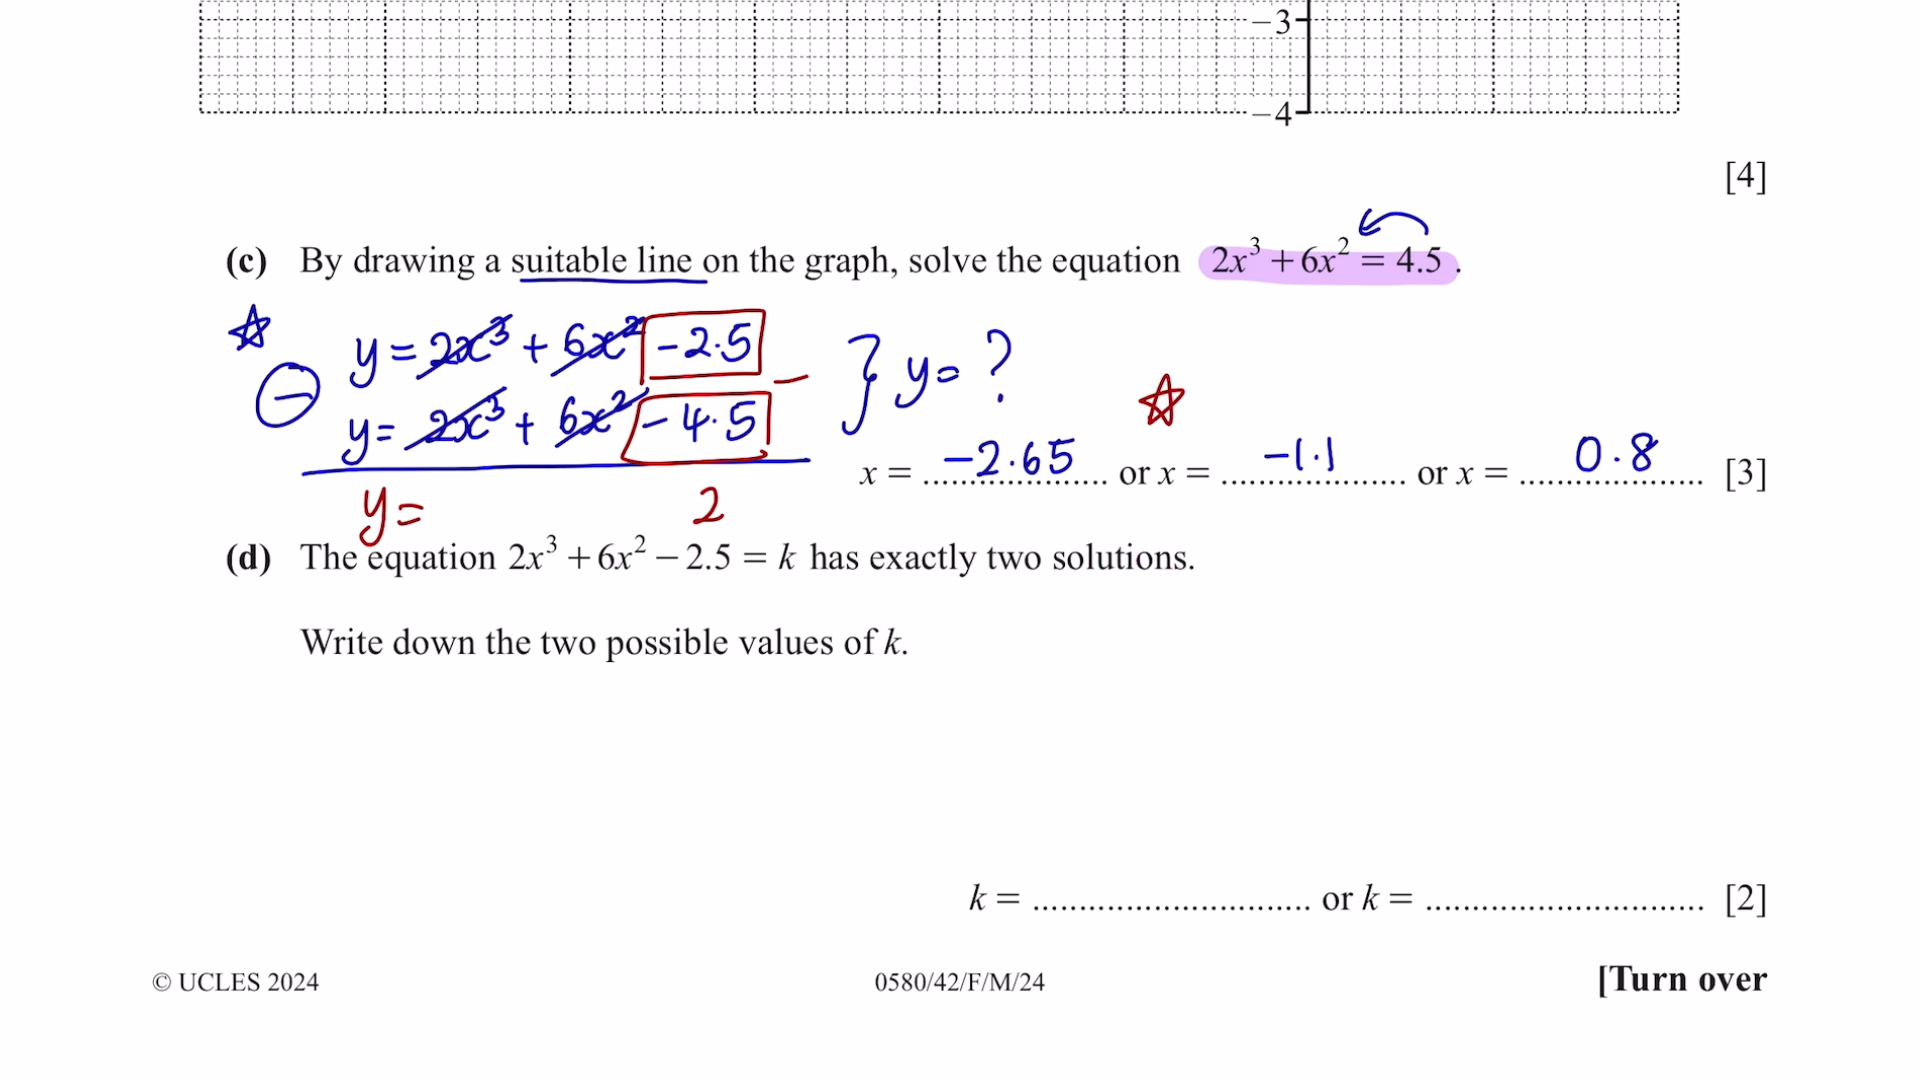 −3
−4
[4]
(c) By drawing a suitable line on the graph, solve the equation 2x³ + 6x² = 4.5 .
☆ y = 2x³ + 6x² − 2.5
− } y = ?
y = 2x³ + 6x² − 4.5 ☆
x = −2.65 or x = −1.1 or x = 0.8 [3]
y = 2
(d) The equation 2x³ + 6x² − 2.5 = k has exactly two solutions.
Write down the two possible values of k.
k = .............................. or k = .............................. [2]
© UCLES 2024 0580/42/F/M/24 [Turn over